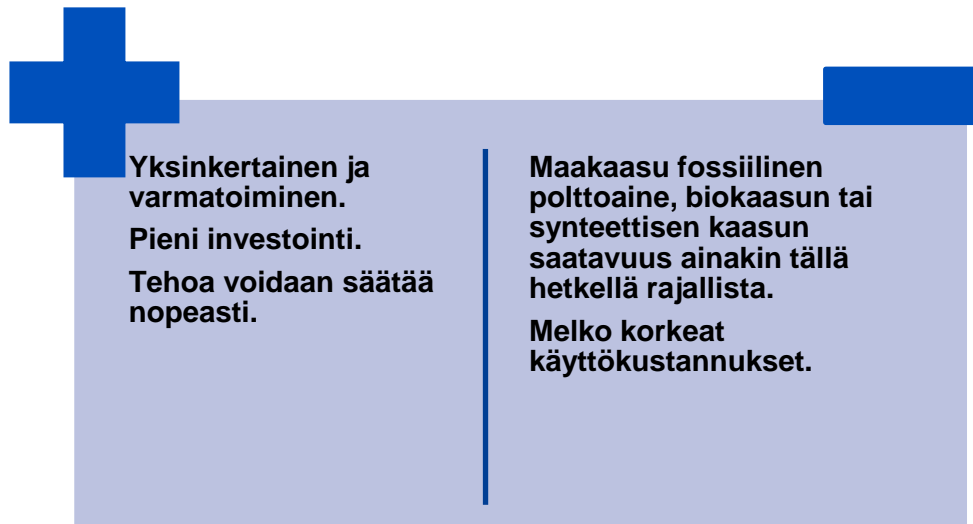 Yksinkertainen ja
varmatoiminen.
Pieni investointi.
Tehoa voidaan säätää
nopeasti.
Maakaasu fossiilinen
polttoaine, biokaasun tai
synteettisen kaasun
saatavuus ainakin tällä
hetkellä rajallista.
Melko korkeat
käyttökustannukset.